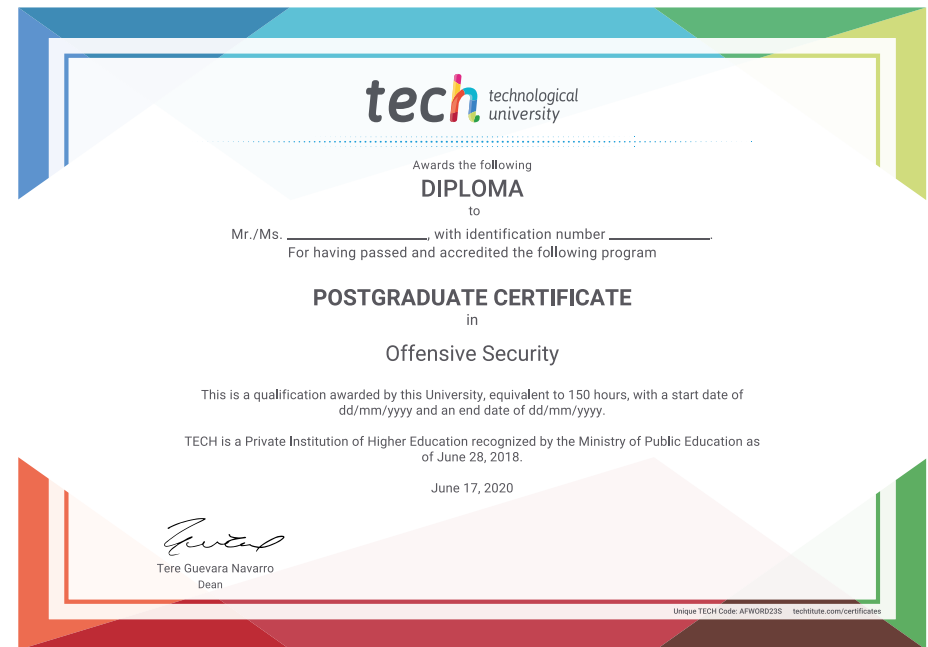 tech technological
university
Awards the following
DIPLOMA
to
Mr./Ms. ____________________, with identification number ______________.
For having passed and accredited the following program
POSTGRADUATE CERTIFICATE
in
Offensive Security
This is a qualification awarded by this University, equivalent to 150 hours, with a start date of
dd/mm/yyyy and an end date of dd/mm/yyyy.
TECH is a Private Institution of Higher Education recognized by the Ministry of Public Education as
of June 28, 2018.
June 17, 2020
Tere Guevara Navarro
Dean
Unique TECH Code: AFWORD23S techtitute.com/certificates